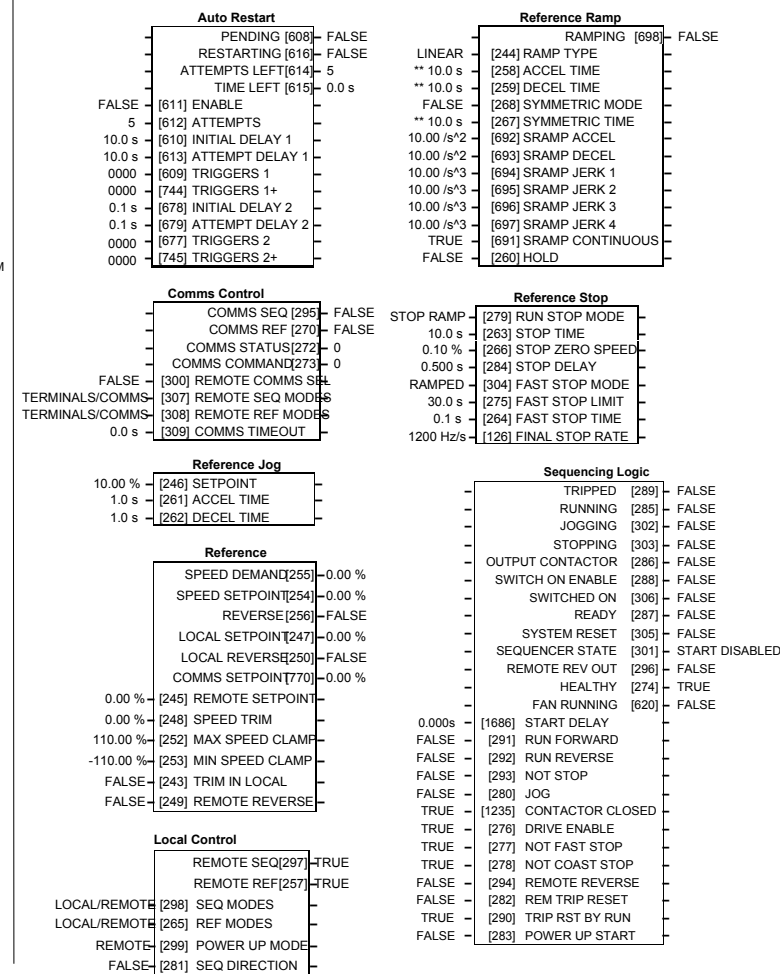 Auto Restart
PENDING [608] FALSE
RESTARTING [616] FALSE
ATTEMPTS LEFT[614] 5
TIME LEFT [615] 0.0 s
FALSE [611] ENABLE
5 [612] ATTEMPTS
10.0 s [610] INITIAL DELAY 1
10.0 s [613] ATTEMPT DELAY 1
0000 [609] TRIGGERS 1
0000 [744] TRIGGERS 1+
0.1 s [678] INITIAL DELAY 2
0.1 s [679] ATTEMPT DELAY 2
0000 [677] TRIGGERS 2
0000 [745] TRIGGERS 2+
M
Comms Control
COMMS SEQ [295] FALSE
COMMS REF [270] FALSE
COMMS STATUS[272] 0
COMMS COMMAND[273] 0
FALSE [300] REMOTE COMMS SEL
TERMINALS/COMMS [307] REMOTE SEQ MODES
TERMINALS/COMMS [308] REMOTE REF MODES
0.0 s [309] COMMS TIMEOUT
Reference Jog
10.00 % [246] SETPOINT
1.0 s [261] ACCEL TIME
1.0 s [262] DECEL TIME
Reference
SPEED DEMAND[255] 0.00 %
SPEED SETPOINT[254] 0.00 %
REVERSE[256] FALSE
LOCAL SETPOINT[247] 0.00 %
LOCAL REVERSE[250] FALSE
COMMS SETPOINT[770] 0.00 %
0.00 % [245] REMOTE SETPOINT
0.00 % [248] SPEED TRIM
110.00 % [252] MAX SPEED CLAMP
-110.00 % [253] MIN SPEED CLAMP
FALSE [243] TRIM IN LOCAL
FALSE [249] REMOTE REVERSE
Local Control
REMOTE SEQ[297] TRUE
REMOTE REF[257] TRUE
LOCAL/REMOTE [298] SEQ MODES
LOCAL/REMOTE [265] REF MODES
REMOTE [299] POWER UP MODE
FALSE [281] SEQ DIRECTION
Reference Ramp
RAMPING [698] FALSE
LINEAR [244] RAMP TYPE
** 10.0 s [258] ACCEL TIME
** 10.0 s [259] DECEL TIME
FALSE [268] SYMMETRIC MODE
** 10.0 s [267] SYMMETRIC TIME
10.00 /s^2 [692] SRAMP ACCEL
10.00 /s^2 [693] SRAMP DECEL
10.00 /s^3 [694] SRAMP JERK 1
10.00 /s^3 [695] SRAMP JERK 2
10.00 /s^3 [696] SRAMP JERK 3
10.00 /s^3 [697] SRAMP JERK 4
TRUE [691] SRAMP CONTINUOUS
FALSE [260] HOLD
Reference Stop
STOP RAMP [279] RUN STOP MODE
10.0 s [263] STOP TIME
0.10 % [266] STOP ZERO SPEED
0.500 s [284] STOP DELAY
RAMPED [304] FAST STOP MODE
30.0 s [275] FAST STOP LIMIT
0.1 s [264] FAST STOP TIME
1200 Hz/s [126] FINAL STOP RATE
Sequencing Logic
TRIPPED [289] FALSE
RUNNING [285] FALSE
JOGGING [302] FALSE
STOPPING [303] FALSE
OUTPUT CONTACTOR [286] FALSE
SWITCH ON ENABLE [288] FALSE
SWITCHED ON [306] FALSE
READY [287] FALSE
SYSTEM RESET [305] FALSE
SEQUENCER STATE [301] START DISABLED
REMOTE REV OUT [296] FALSE
HEALTHY [274] TRUE
FAN RUNNING [620] FALSE
0.000s [1686] START DELAY
FALSE [291] RUN FORWARD
FALSE [292] RUN REVERSE
FALSE [293] NOT STOP
FALSE [280] JOG
TRUE [1235] CONTACTOR CLOSED
TRUE [276] DRIVE ENABLE
TRUE [277] NOT FAST STOP
TRUE [278] NOT COAST STOP
FALSE [294] REMOTE REVERSE
FALSE [282] REM TRIP RESET
TRUE [290] TRIP RST BY RUN
FALSE [283] POWER UP START